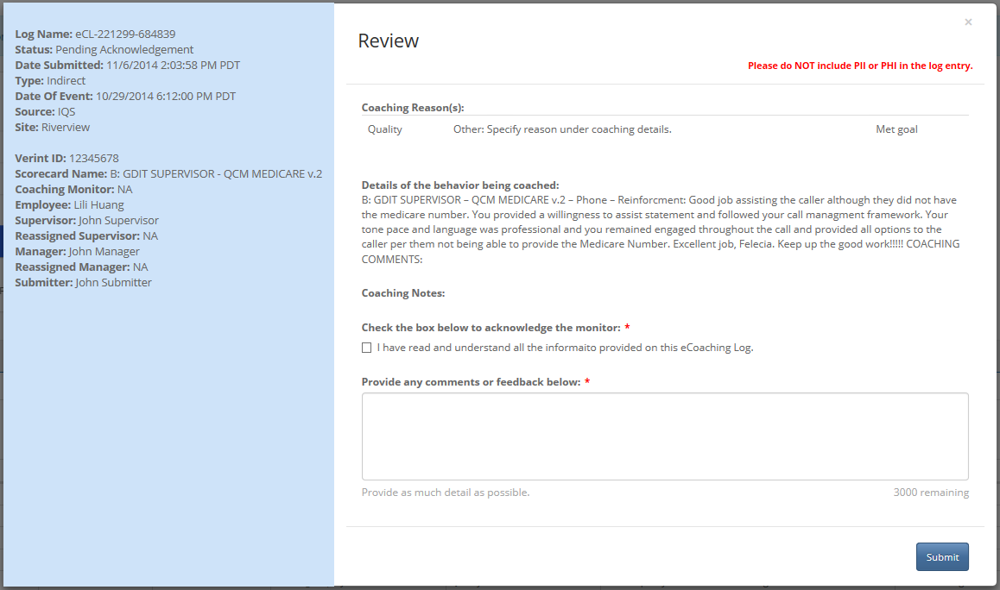 Log Name: eCL-221299-684839
Status: Pending Acknowledgement
Date Submitted: 11/6/2014 2:03:58 PM PDT
Type: Indirect
Date Of Event: 10/29/2014 6:12:00 PM PDT
Source: IQS
Site: Riverview
Verint ID: 12345678
Scorecard Name: B: GDIT SUPERVISOR - QCM MEDICARE v.2
Coaching Monitor: NA
Employee: Lili Huang
Supervisor: John Supervisor
Reassigned Supervisor: NA
Manager: John Manager
Reassigned Manager: NA
Submitter: John Submitter
×
Review
Please do NOT include PII or PHI in the log entry.
Coaching Reason(s):
Quality Other: Specify reason under coaching details. Met goal
Details of the behavior being coached:
B: GDIT SUPERVISOR – QCM MEDICARE v.2 – Phone – Reinforcment: Good job assisting the caller although they did not have
the medicare number. You provided a willingness to assist statement and followed your call managment framework. Your
tone pace and language was professional and you remained engaged throughout the call and provided all options to the
caller per them not being able to provide the Medicare Number. Excellent job, Felecia. Keep up the good work!!!!! COACHING
COMMENTS:
Coaching Notes:
Check the box below to acknowledge the monitor: *
I have read and understand all the informaito provided on this eCoaching Log.
Provide any comments or feedback below: *
Provide as much detail as possible. 3000 remaining
Submit